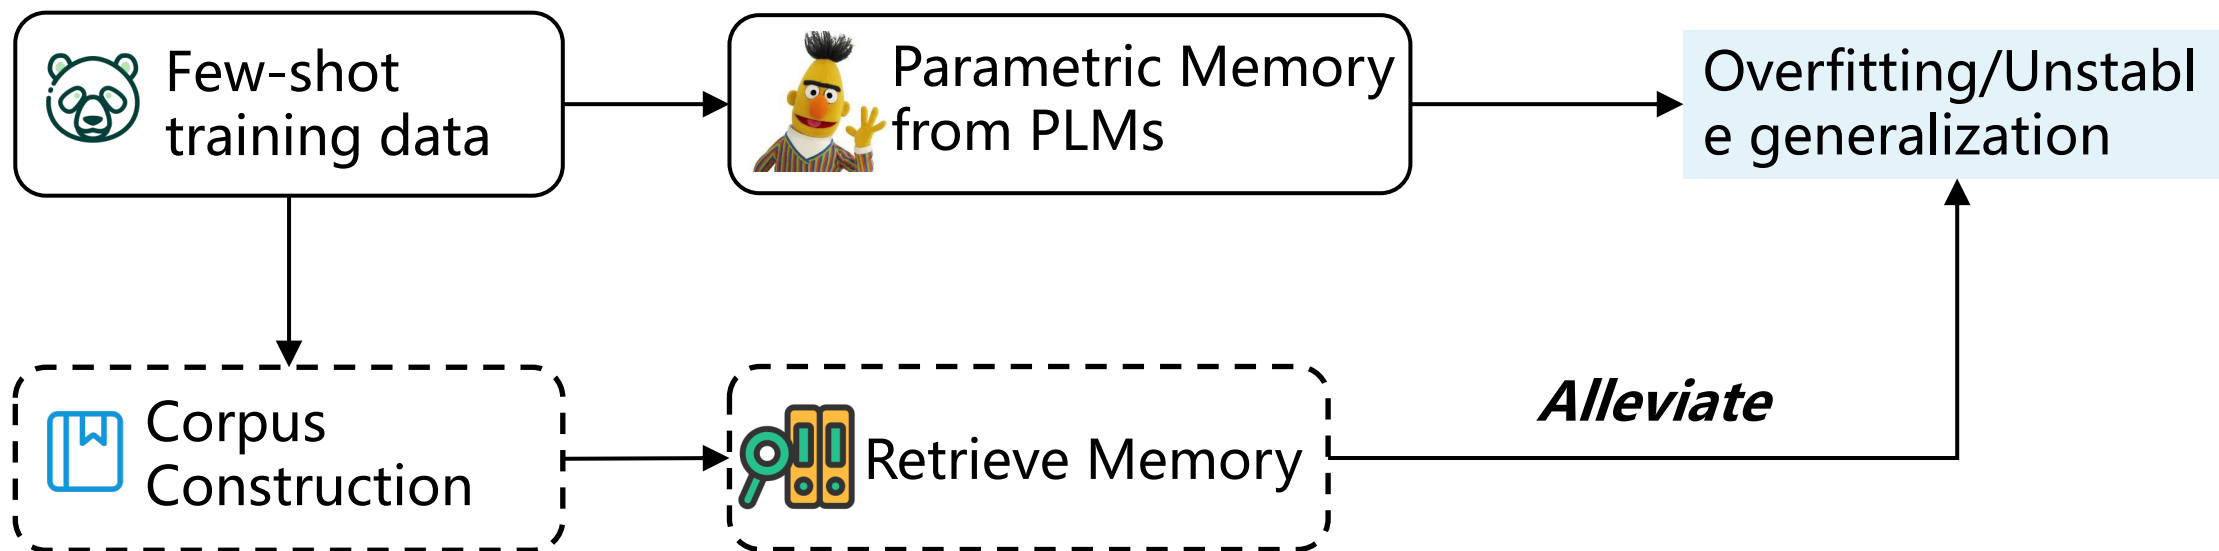 Few-shot
training data
Parametric Memory
from PLMs
Overfitting/Unstabl
e generalization
Corpus
Construction
Retrieve Memory
Alleviate